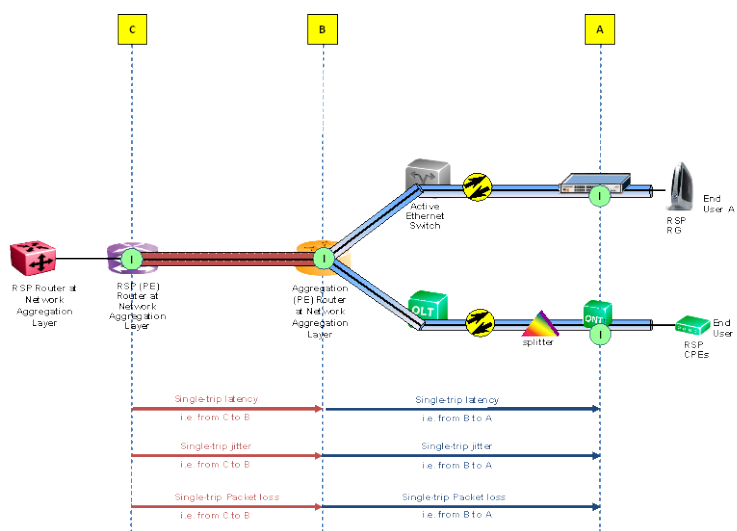 C
B
A
Active
Ethernet
Switch
I
RSP
RG
End
User A
RSP Router at
Network
Aggregation
Layer
I
RSP (PE)
Router at
Network
Aggregation
Layer
I
Aggregation
(PE) Router
at Network
Aggregation
Layer
OLT
splitter
ONT
I
RSP
CPEs
End
User
Single-trip latency
i.e. from C to B
Single-trip latency
i.e. from B to A
Single-trip jitter
i.e. from C to B
Single-trip jitter
i.e. from B to A
Single-trip Packet loss
i.e. from C to B
Single-trip Packet loss
i.e. from B to A